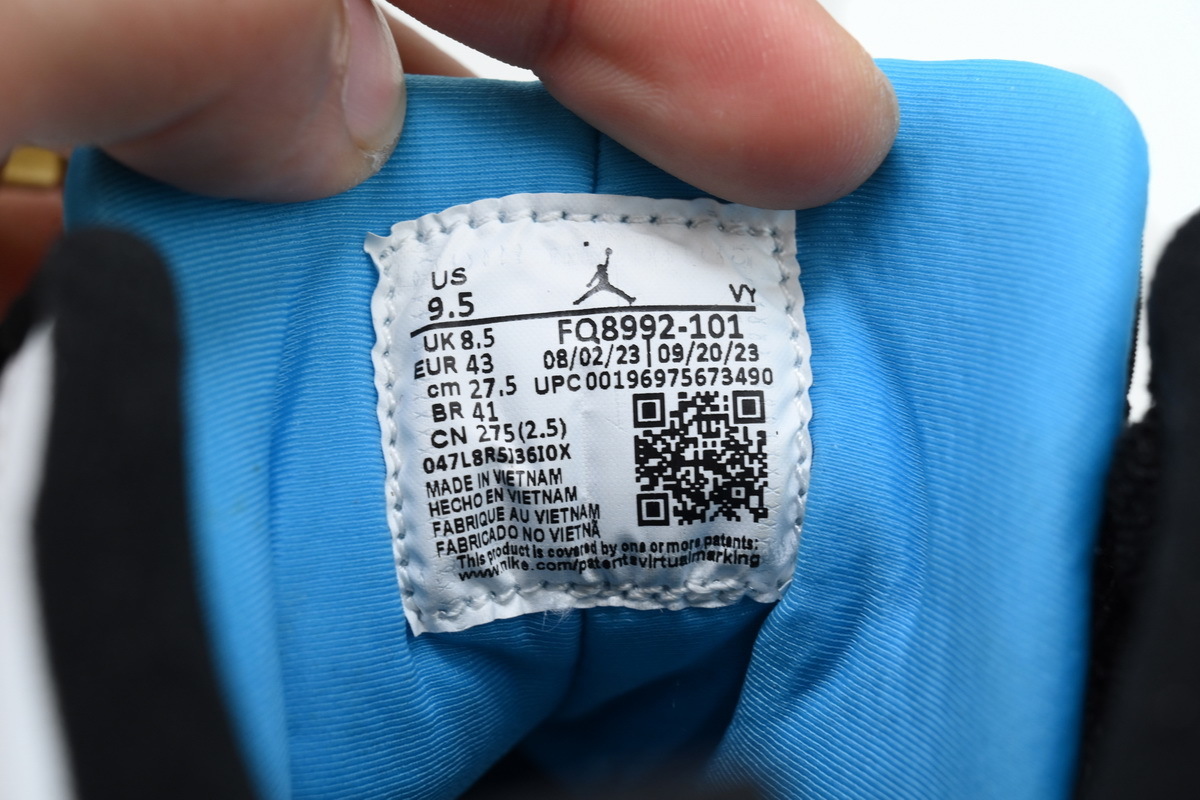 US
9.5
VY
UK 8.5
FQ8992-101
EUR 43
08/02/23 | 09/20/23
cm 27.5
UPC 00196975673490
BR 41
CN 275(2.5)
047L8R5136I0X
MADE IN VIETNAM
HECHO EN VIETNAM
FABRIQUE AU VIETNAM
FABRICADO NO VIETNÃ
This product is covered by one or more patents:
www.nike.com/patentsvirtualmarking